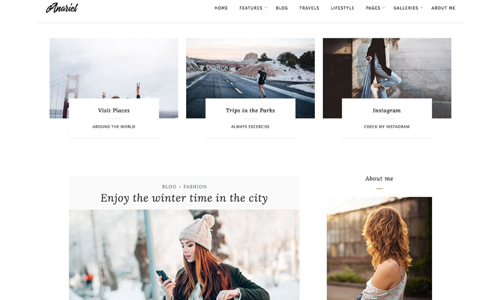 Anariel
HOME FEATURES BLOG TRAVELS LIFESTYLE PAGES GALLERIES ABOUT ME
Visit Places
AROUND THE WORLD
Trips in the Parks
ALWAYS EXCERCISE
Instagram
CHECK MY INSTAGRAM
BLOG • FASHION
Enjoy the winter time in the city
About me